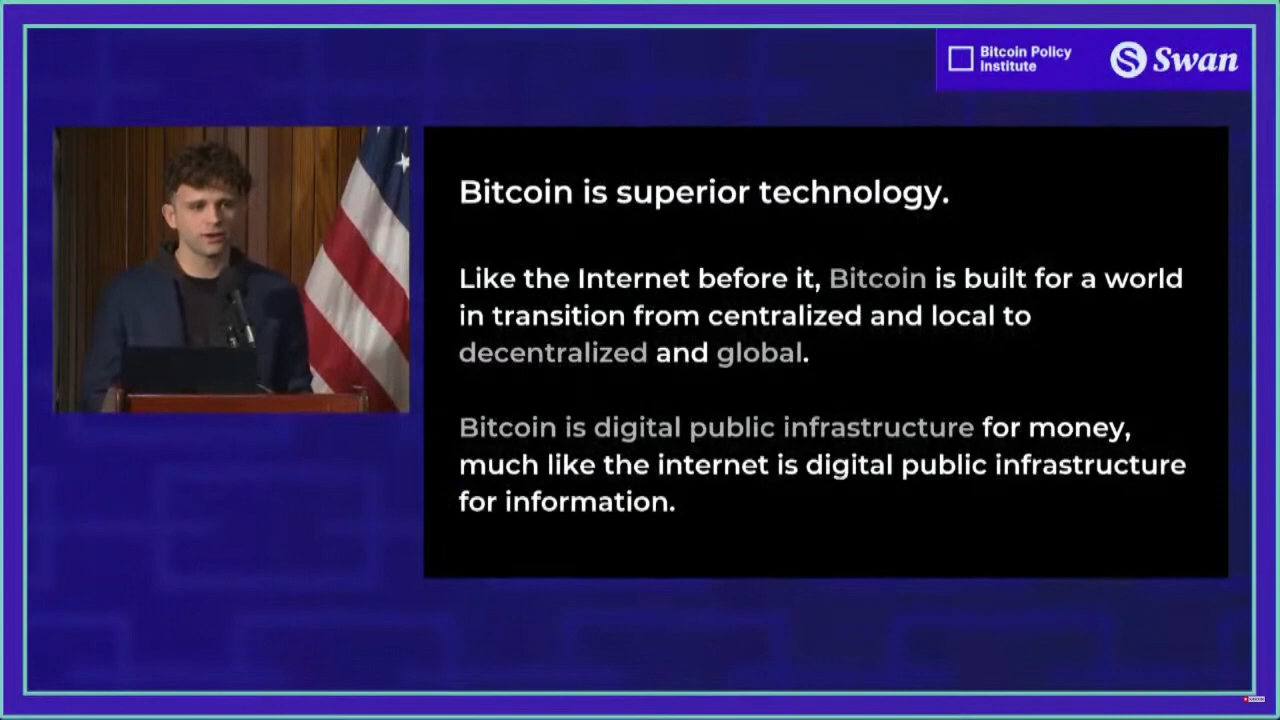 Bitcoin Policy
Institute
Swan
Bitcoin is superior technology.
Like the Internet before it, Bitcoin is built for a world
in transition from centralized and local to
decentralized and global.
Bitcoin is digital public infrastructure for money,
much like the internet is digital public infrastructure
for information.